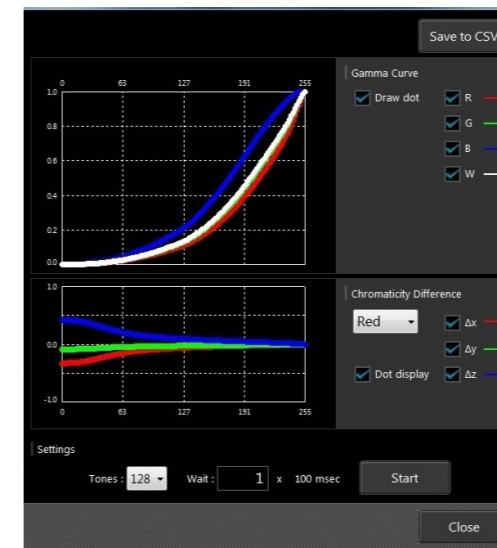 Save to CSV
Gamma Curve
0 63 127 191 255
1.0
0.8
0.6
0.4
0.2
0.0
Draw dot
R
G
B
W
Chromaticity Difference
1.0
0.0
-1.0
0 63 127 191 255
Red
Δx
Δy
Dot display
Δz
Settings
Tones : 128
Wait : 1 x 100 msec
Start
Close